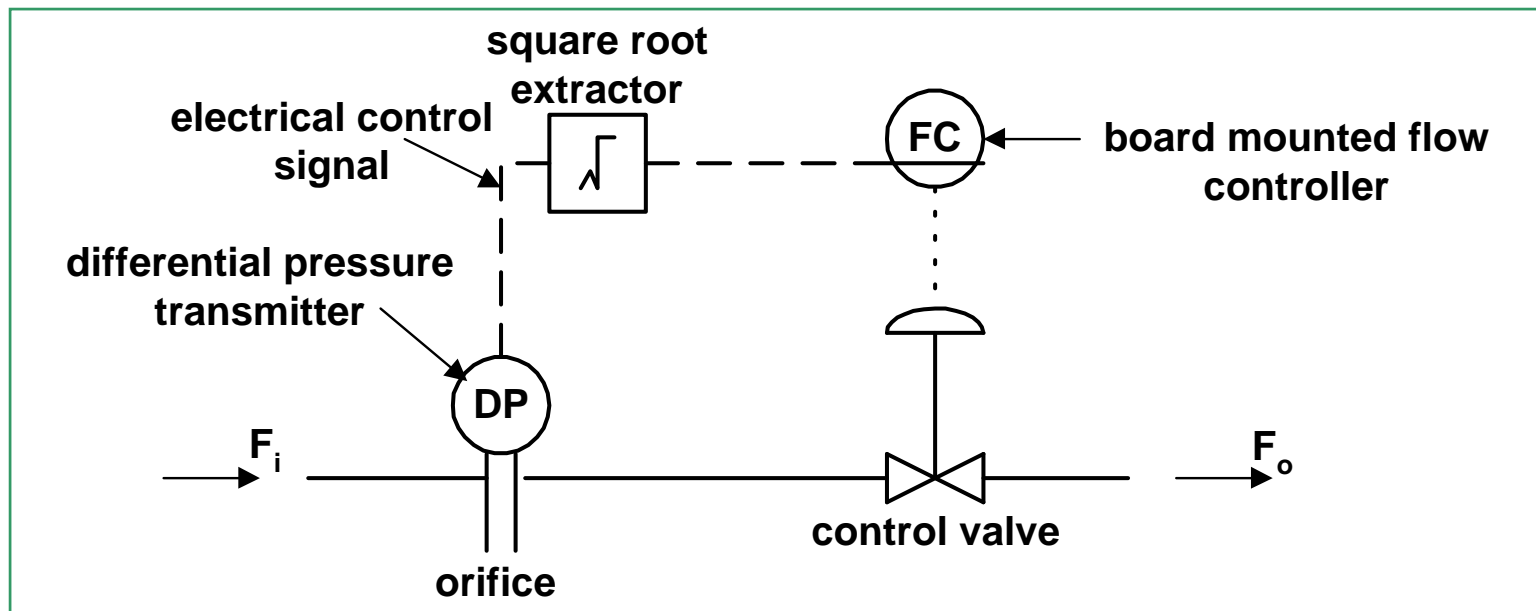 square root
extractor
electrical control
signal
FC
board mounted flow
controller
differential pressure
transmitter
DP
Fi
Fo
control valve
orifice